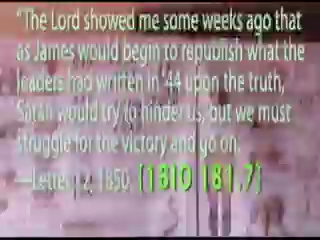 "The Lord showed me some weeks ago that
as James would begin to republish what the
leaders had written in '44 upon the truth,
Satan would try to hinder us, but we must
struggle for the victory and go on.
—Letter 2, 1850. [1BIO 181.7]